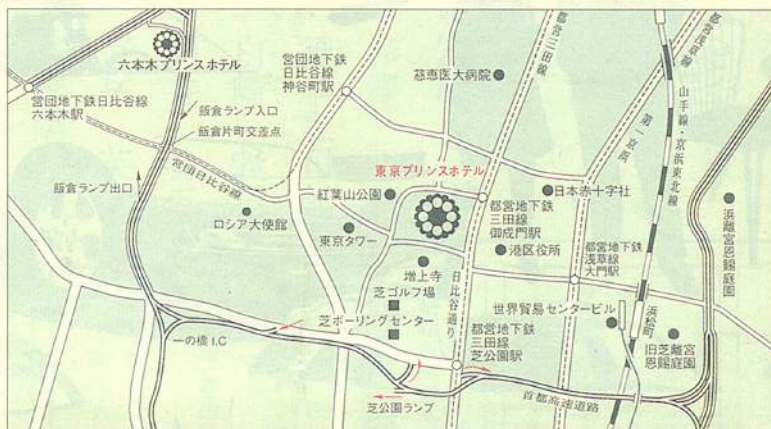 六本木プリンスホテル
営団地下鉄日比谷線
六本木駅
飯倉ランプ入口
飯倉片町交差点
営団日比谷線
飯倉ランプ出口
ロシア大使館
営団地下鉄
日比谷線
神谷町駅
慈恵医大病院
都営三田線
都営浅草線
山手線・京浜東北線
第一京浜
東京プリンスホテル
紅葉山公園
東京タワー
都営地下鉄
三田線
御成門駅
日本赤十字社
港区役所
都営地下鉄
浅草線
大門駅
浜離宮恩賜庭園
増上寺
芝ゴルフ場
芝ボーリングセンター
日比谷通り
世界貿易センタービル
浜松町
旧芝離宮
恩賜庭園
都営地下鉄
三田線
芝公園駅
一の橋 I.C
芝公園ランプ
首都高速道路